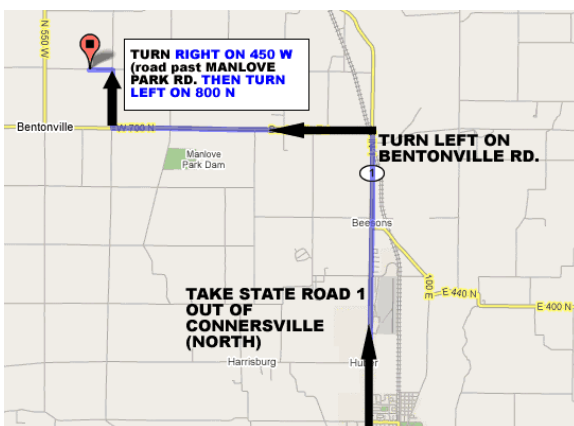 N 550 W
TURN RIGHT ON 450 W
(road past MANLOVE
PARK RD. THEN TURN
LEFT ON 800 N
Bentonville
W 700 N
TURN LEFT ON
BENTONVILLE RD.
Manlove
Park Dam
1
Beesons
100 E
E 440 N
E 400 N
TAKE STATE ROAD 1
OUT OF
CONNERSVILLE
(NORTH)
Harrisburg